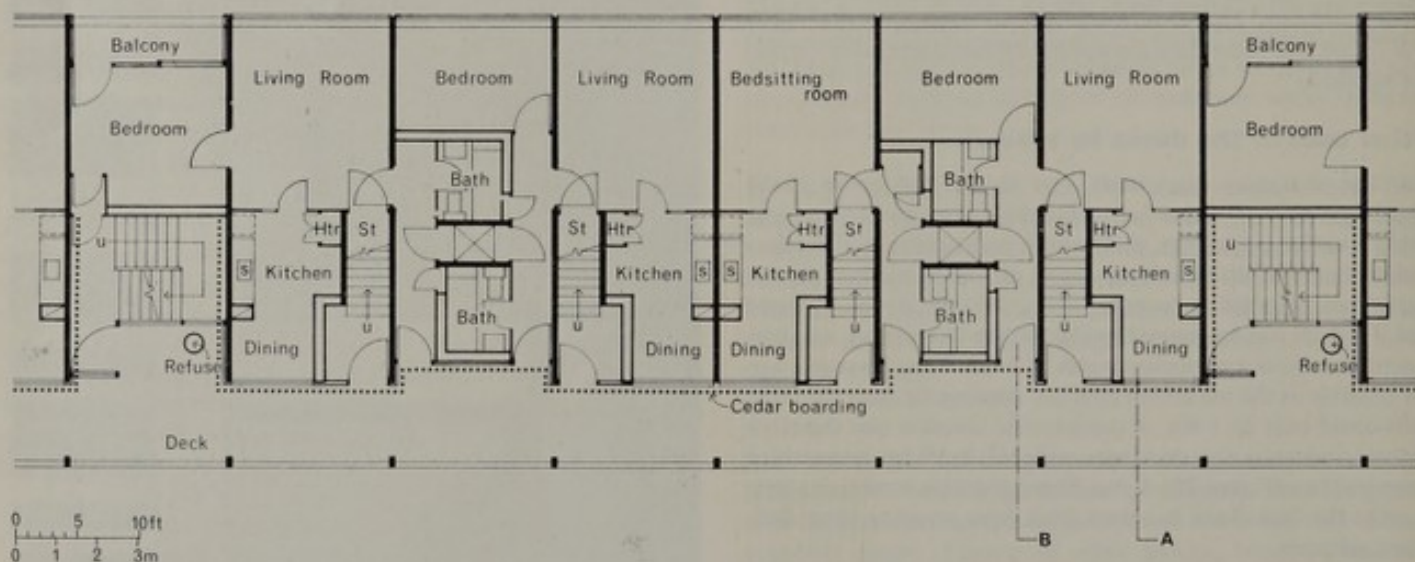 Balcony
Living Room
Bedroom
Living Room
Bedsitting
room
Bedroom
Living Room
Balcony
Bedroom
Bedroom
Bath
Bath
Htr
St
St
Htr
Htr
St
St
Htr
u
S
Kitchen
Kitchen
S
S
Kitchen
Kitchen
S
u
Bath
Bath
u
u
u
u
Refuse
Dining
Dining
Dining
Dining
Refuse
Cedar boarding
Deck
0 5 10ft
0 1 2 3m
B
A